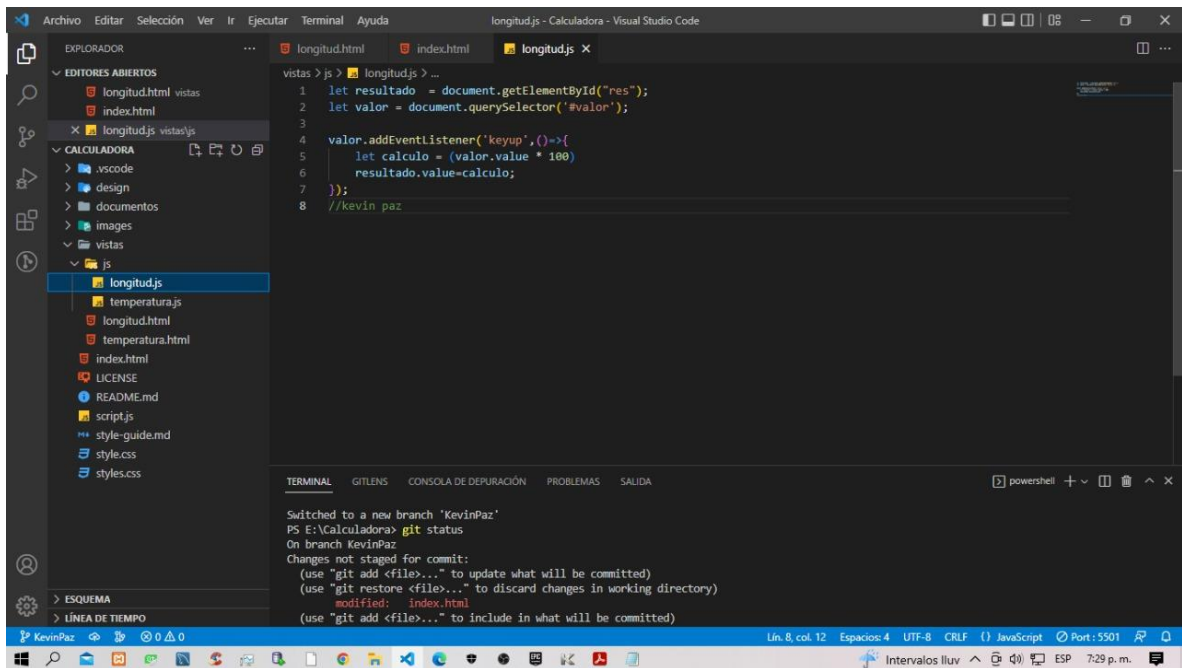 Archivo Editar Selección Ver Ir Ejecutar Terminal Ayuda longitud.js - Calculadora - Visual Studio Code
EXPLORADOR ...
EDITORES ABIERTOS
longitud.html vistas
index.html
longitud.js vistas\js
CALCULADORA
.vscode
design
documentos
images
vistas
js
longitud.js
temperatura.js
longitud.html
temperatura.html
index.html
LICENSE
README.md
script.js
style-guide.md
style.css
styles.css
ESQUEMA
LÍNEA DE TIEMPO
longitud.html index.html longitud.js
vistas > js > longitud.js > ...
1 let resultado  = document.getElementById("res");
2 let valor = document.querySelector('#valor');
3
4 valor.addEventListener('keyup',()=>{
5     let calculo = (valor.value * 100)
6     resultado.value=calculo;
7 });
8 //kevin paz
TERMINAL GITLENS CONSOLA DE DEPURACIÓN PROBLEMAS SALIDA powershell
Switched to a new branch 'KevinPaz'
PS E:\Calculadora> git status
On branch KevinPaz
Changes not staged for commit:
(use "git add <file>..." to update what will be committed)
(use "git restore <file>..." to discard changes in working directory)
modified:   index.html
(use "git add <file>..." to include in what will be committed)
KevinPaz 0 0 Lín. 8, col. 12 Espacios: 4 UTF-8 CRLF {} JavaScript Port : 5501
Intervalos lluv ESP 7:29 p. m.